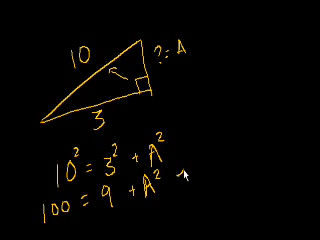 10
?= A
3
10² = 3² + A²
100 = 9 + A²